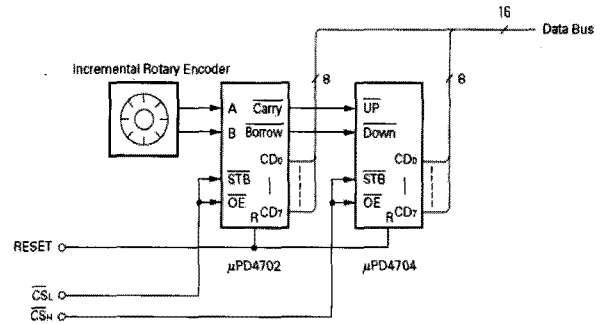 16
Data Bus
Incremental Rotary Encoder
8
8
A
B
Carry
Borrow
CD0
CD7
STB
OE
R
UP
Down
CD0
CD7
STB
OE
R
RESET
μPD4702
μPD4704
CSL
CSH